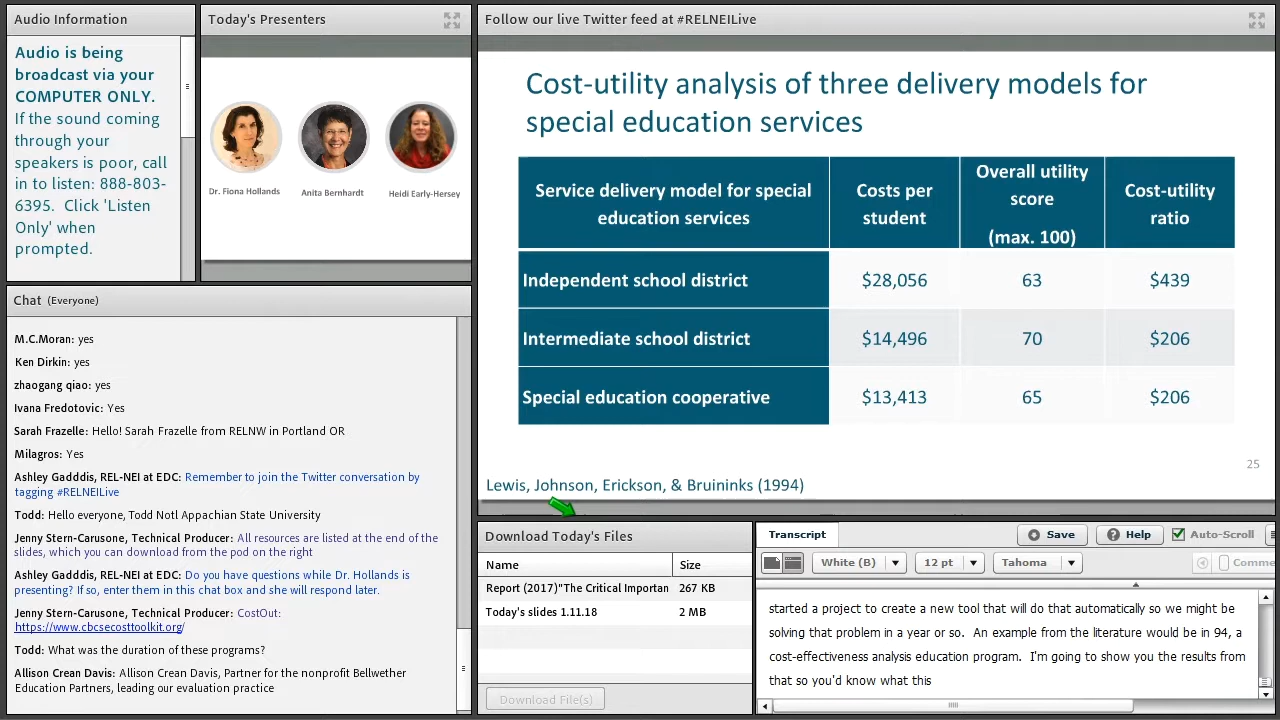 Audio Information
Audio is being
broadcast via your
COMPUTER ONLY.
If the sound coming
through your
speakers is poor, call
in to listen: 888-803-
6395.  Click 'Listen
Only' when
prompted.
Today's Presenters
Dr. Fiona Hollands
Anita Bernhardt
Heidi Early-Hersey
Chat (Everyone)
M.C.Moran: yes
Ken Dirkin: yes
zhaogang qiao: yes
Ivana Fredotovic: Yes
Sarah Frazelle: Hello! Sarah Frazelle from RELNW in Portland OR
Milagros: Yes
Ashley Gadddis, REL-NEI at EDC: Remember to join the Twitter conversation by
tagging #RELNEILive
Todd: Hello everyone, Todd Notl Appachian State University
Jenny Stern-Carusone, Technical Producer: All resources are listed at the end of the
slides, which you can download from the pod on the right
Ashley Gadddis, REL-NEI at EDC: Do you have questions while Dr. Hollands is
presenting? If so, enter them in this chat box and she will respond later.
Jenny Stern-Carusone, Technical Producer: CostOut:
https://www.cbcsecosttoolkit.org/
Todd: What was the duration of these programs?
Allison Crean Davis: Allison Crean Davis, Partner for the nonprofit Bellwether
Education Partners, leading our evaluation practice
Follow our live Twitter feed at #RELNEILive
Cost-utility analysis of three delivery models for
special education services
Service delivery model for special
education services
Costs per
student
Overall utility
score
(max. 100)
Cost-utility
ratio
Independent school district $28,056 63 $439
Intermediate school district $14,496 70 $206
Special education cooperative $13,413 65 $206
25
Lewis, Johnson, Erickson, & Bruininks (1994)
Download Today's Files
Name Size
Report (2017)"The Critical Importan 267 KB
Today's slides 1.11.18 2 MB
Download File(s)
Transcript Save Help Auto-Scroll
White (B) 12 pt Tahoma Comme
started a project to create a new tool that will do that automatically so we might be
solving that problem in a year or so.  An example from the literature would be in 94, a
cost-effectiveness analysis education program.  I'm going to show you the results from
that so you'd know what this